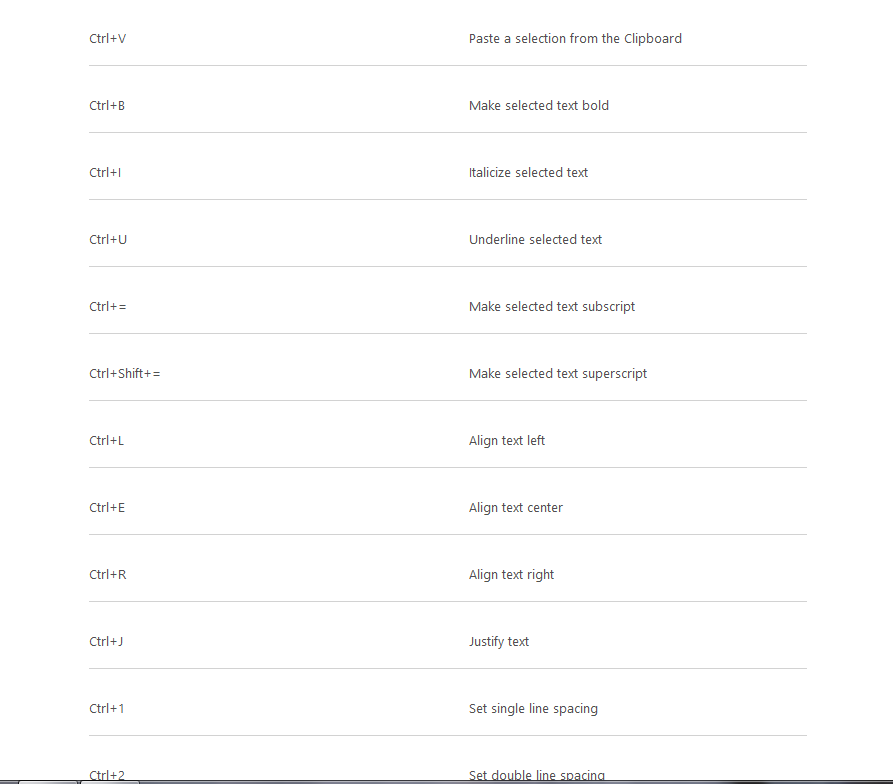 Ctrl+V Paste a selection from the Clipboard
Ctrl+B Make selected text bold
Ctrl+I Italicize selected text
Ctrl+U Underline selected text
Ctrl+= Make selected text subscript
Ctrl+Shift+= Make selected text superscript
Ctrl+L Align text left
Ctrl+E Align text center
Ctrl+R Align text right
Ctrl+J Justify text
Ctrl+1 Set single line spacing
Ctrl+2 Set double line spacing